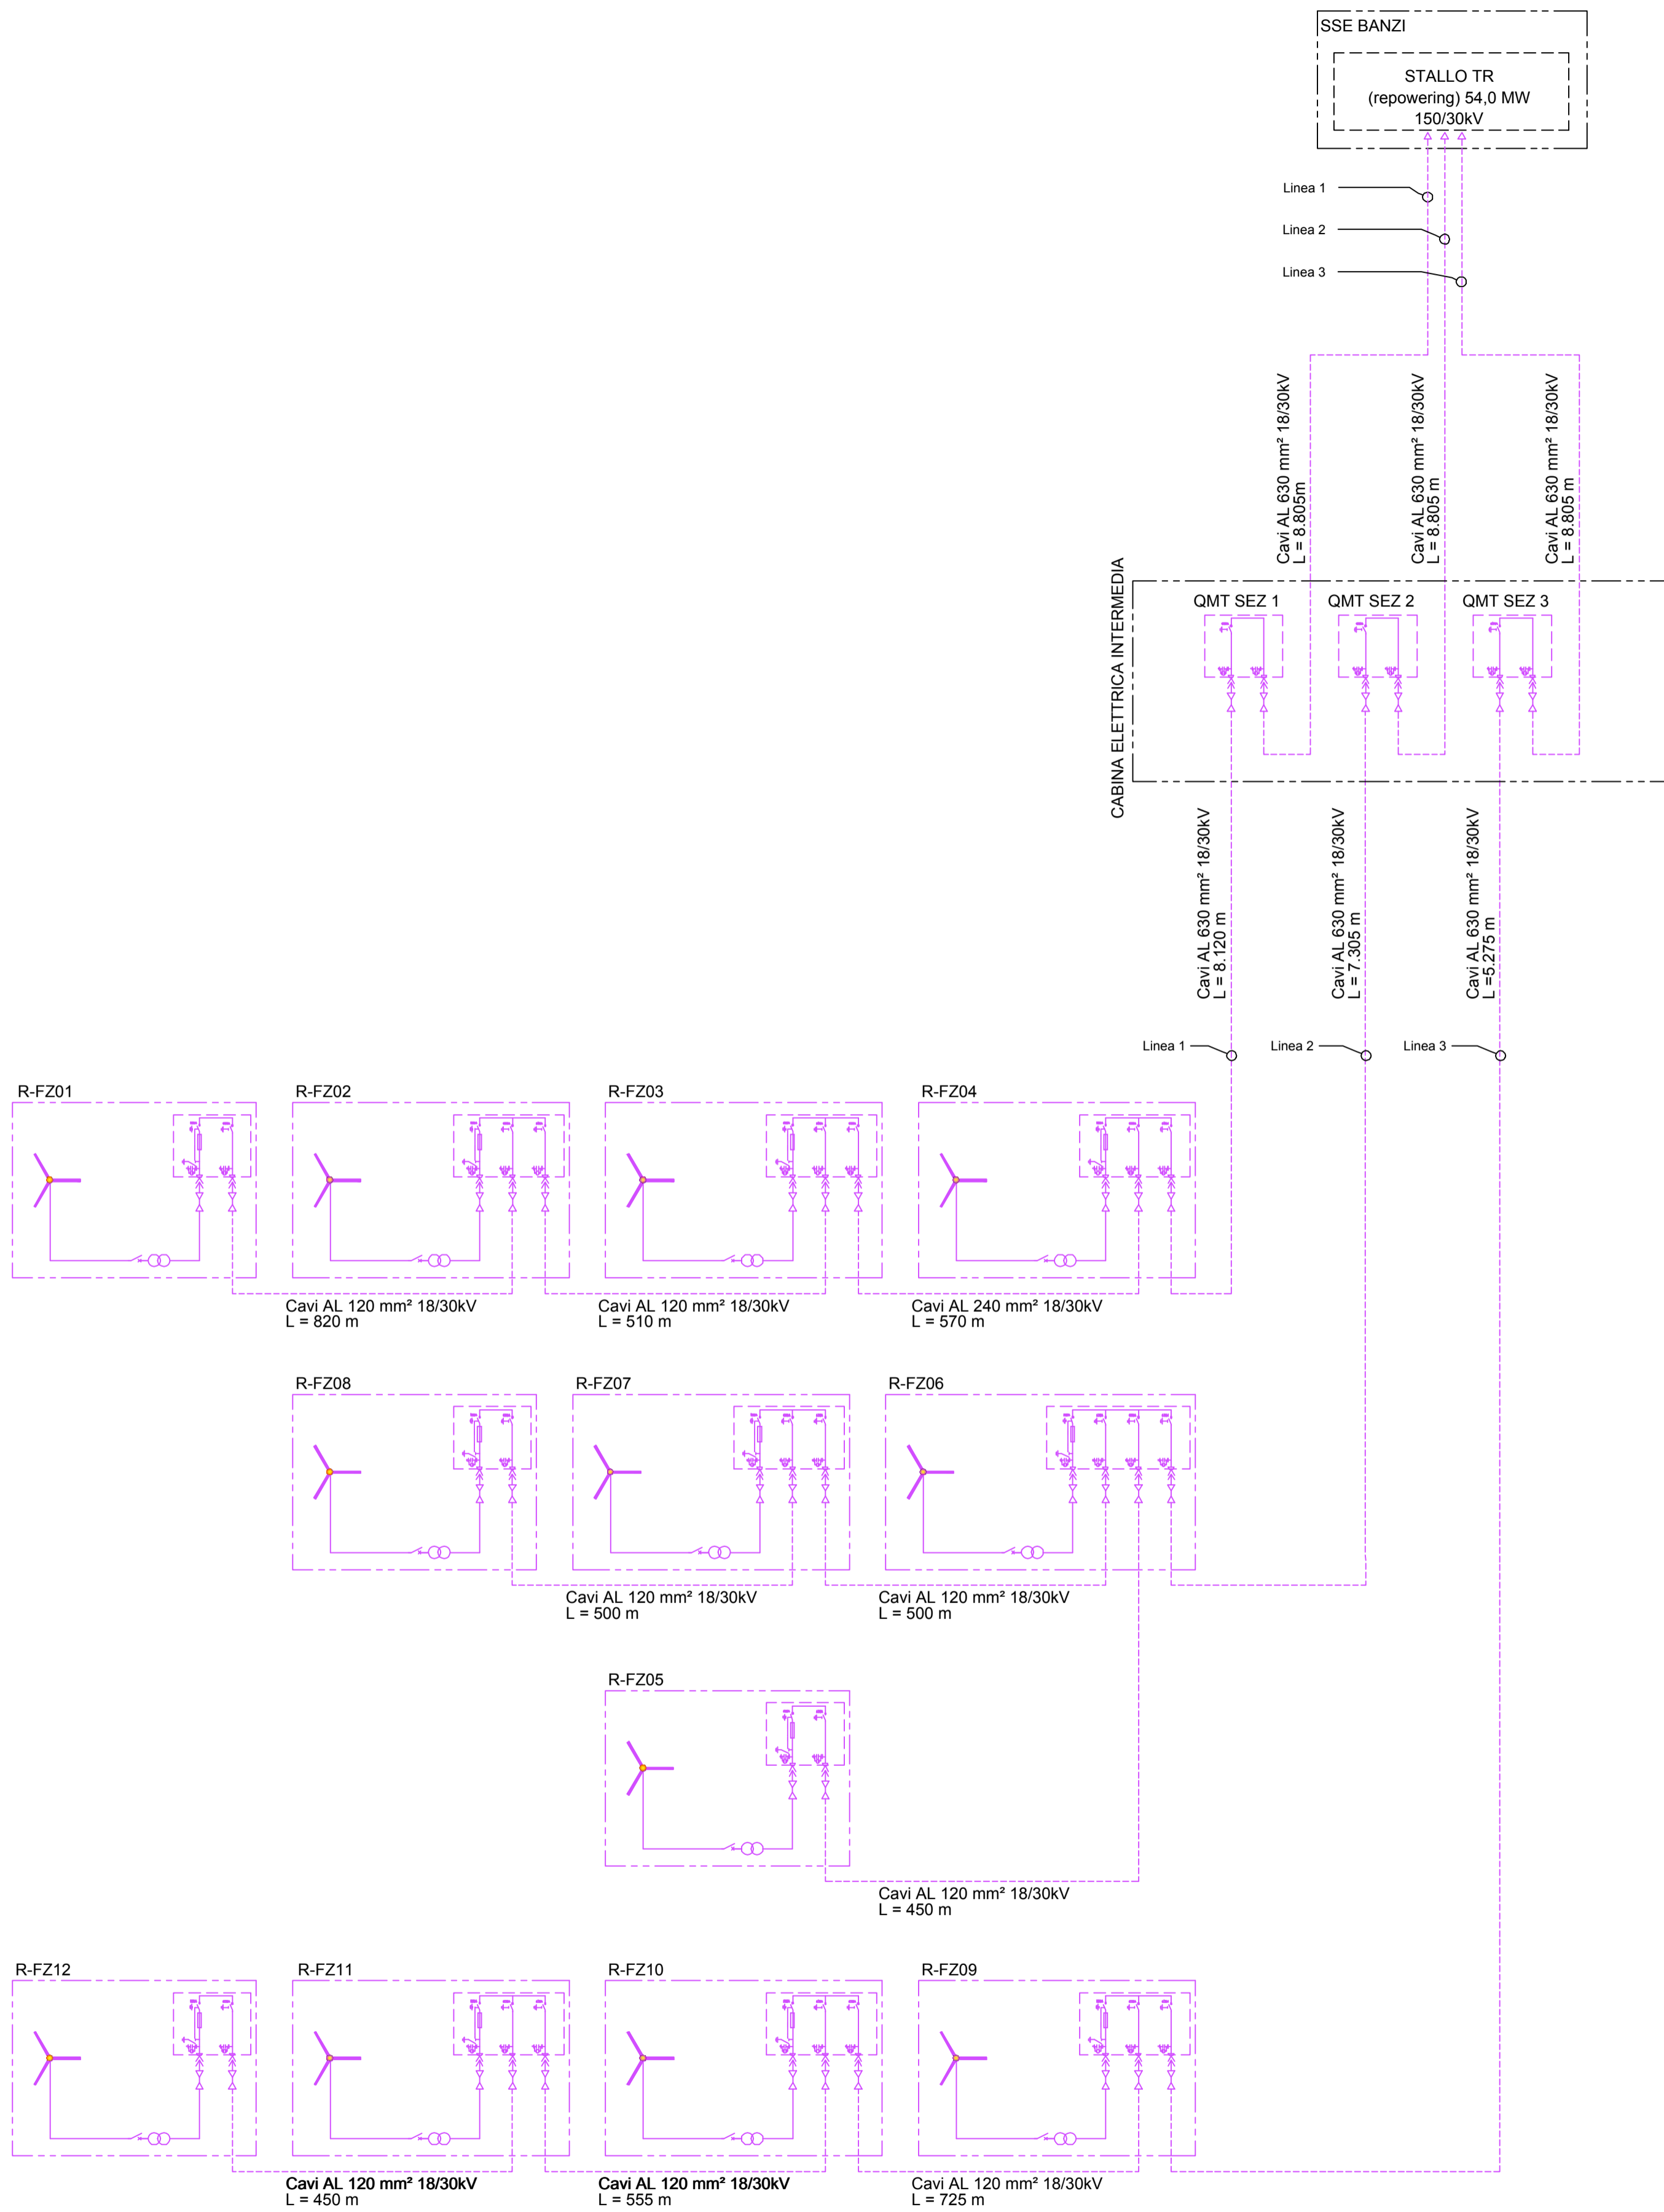 SSE BANZI
STALLO TR
(repowering) 54,0 MW
150/30kV
Linea 1
Linea 2
Linea 3
Cavi AL 630 mm² 18/30kV
L = 8.805m
Cavi AL 630 mm² 18/30kV
L = 8.805 m
Cavi AL 630 mm² 18/30kV
L = 8.805 m
CABINA ELETTRICA INTERMEDIA
QMT SEZ 1
QMT SEZ 2
QMT SEZ 3
Cavi AL 630 mm² 18/30kV
L = 8.120 m
Cavi AL 630 mm² 18/30kV
L = 7.305 m
Cavi AL 630 mm² 18/30kV
L =5.275 m
Linea 1
Linea 2
Linea 3
R-FZ01
R-FZ02
R-FZ03
R-FZ04
Cavi AL 120 mm² 18/30kV
L = 820 m
Cavi AL 120 mm² 18/30kV
L = 510 m
Cavi AL 240 mm² 18/30kV
L = 570 m
R-FZ08
R-FZ07
R-FZ06
Cavi AL 120 mm² 18/30kV
L = 500 m
Cavi AL 120 mm² 18/30kV
L = 500 m
R-FZ05
Cavi AL 120 mm² 18/30kV
L = 450 m
R-FZ12
R-FZ11
R-FZ10
R-FZ09
Cavi AL 120 mm² 18/30kV
L = 450 m
Cavi AL 120 mm² 18/30kV
L = 555 m
Cavi AL 120 mm² 18/30kV
L = 725 m